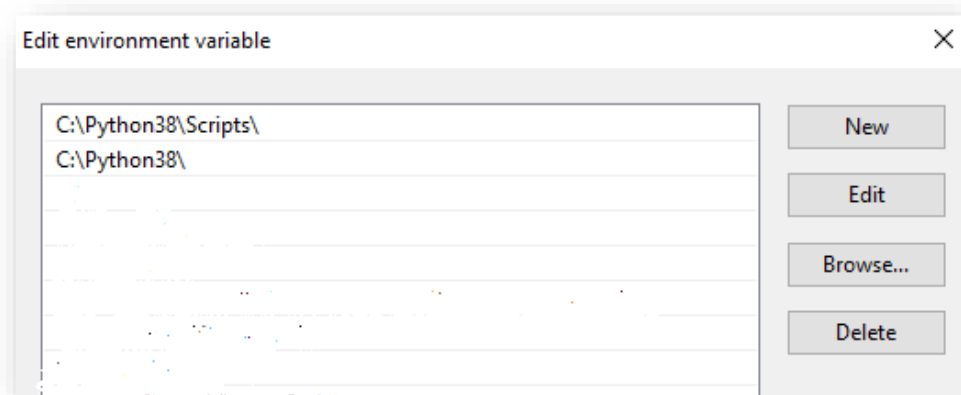 Edit environment variable
C:\Python38\Scripts\
C:\Python38\
New
Edit
Browse...
Delete